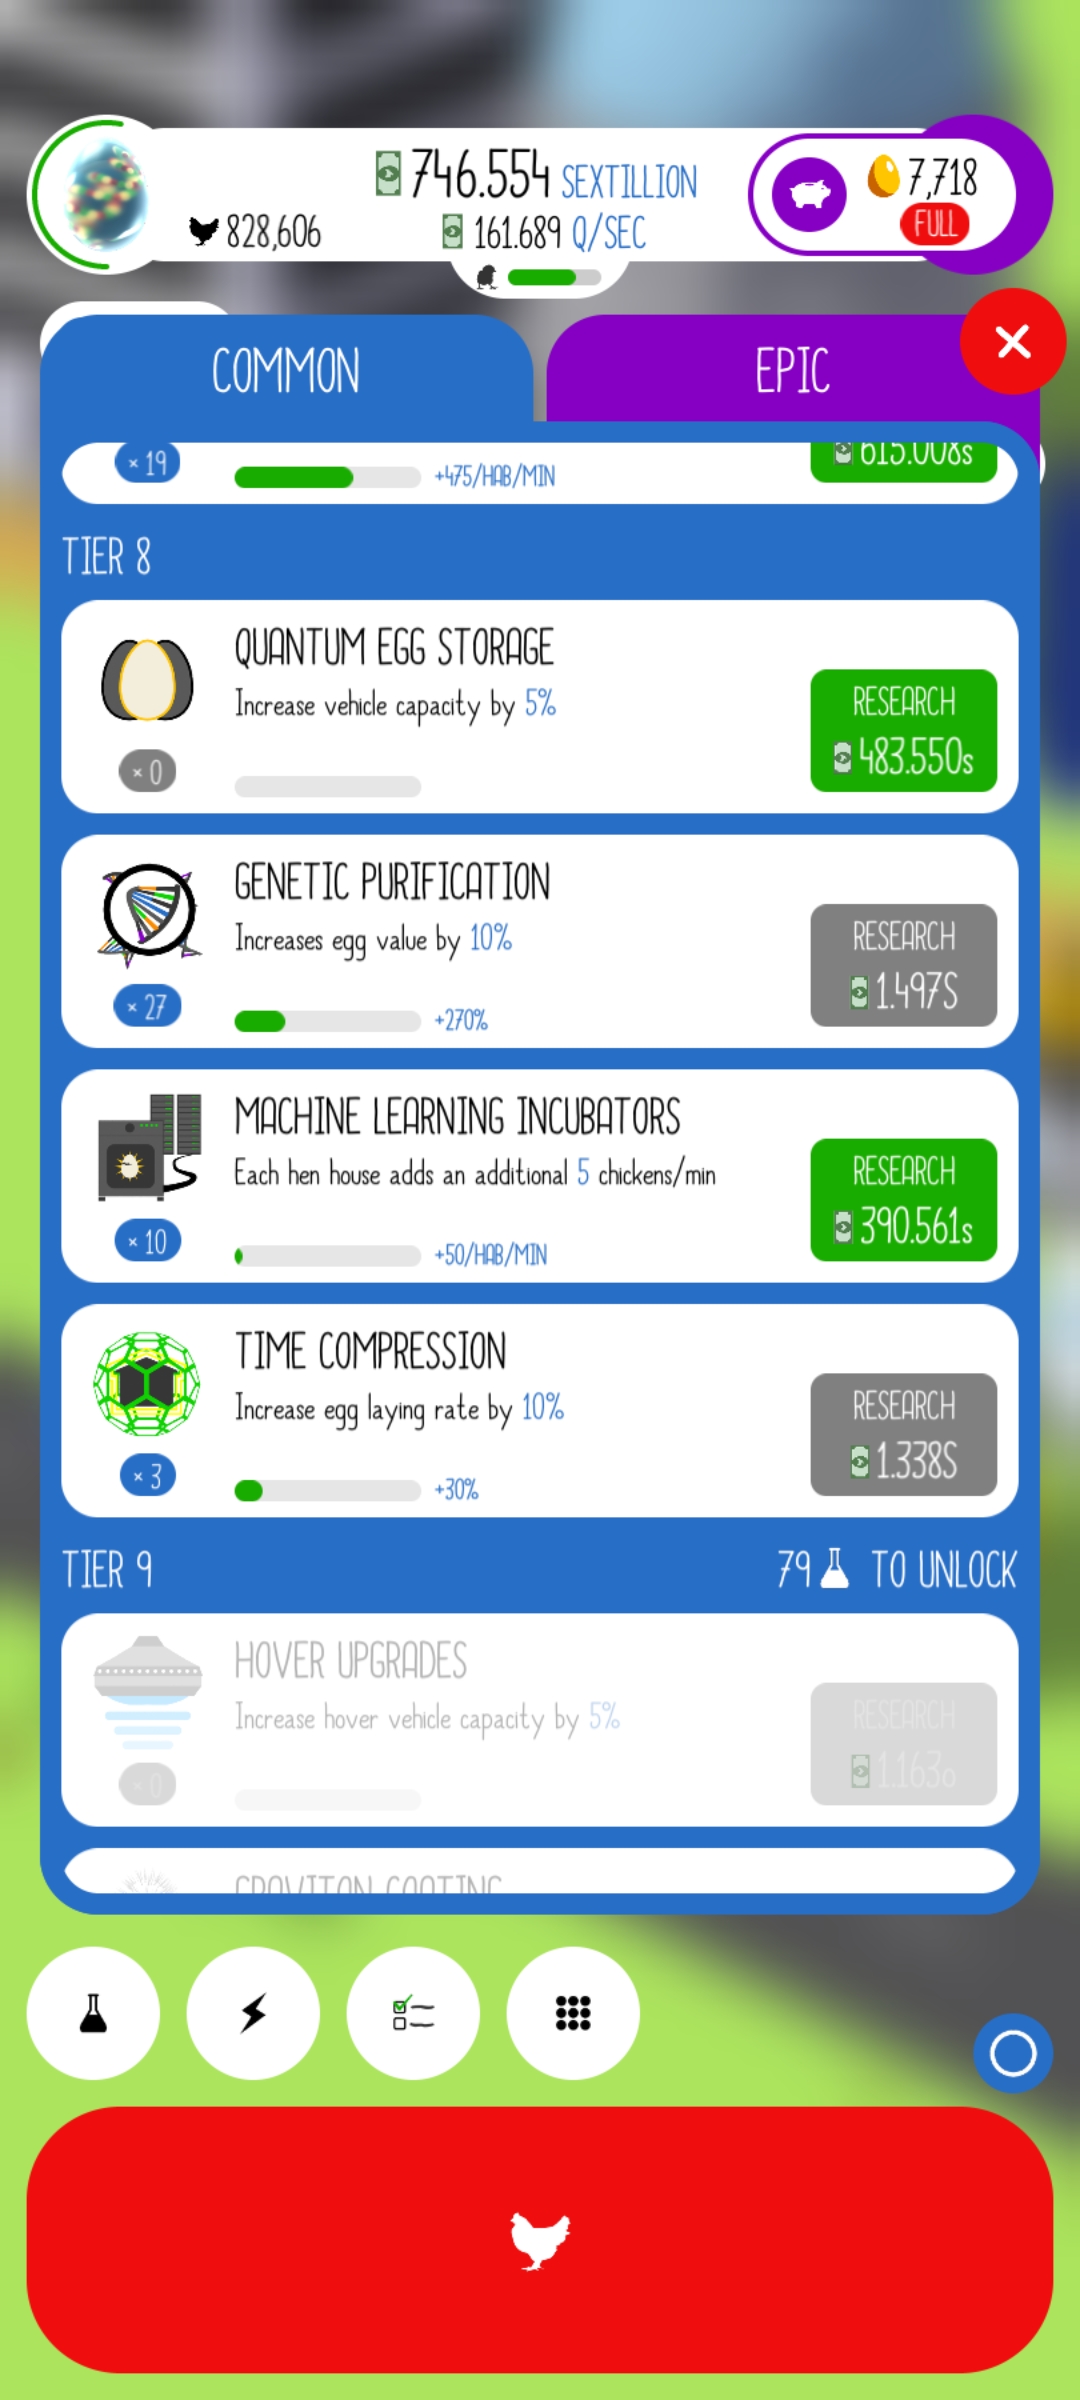 746.554 SEXTILLION
828,606
161.689 Q/SEC
7,718
FULL
COMMON
EPIC
× 19
+475/HAB/MIN
615.008s
TIER 8
QUANTUM EGG STORAGE
Increase vehicle capacity by 5%
× 0
RESEARCH
483.550s
GENETIC PURIFICATION
Increases egg value by 10%
× 27
+270%
RESEARCH
1.497S
MACHINE LEARNING INCUBATORS
Each hen house adds an additional 5 chickens/min
× 10
+50/HAB/MIN
RESEARCH
390.561s
TIME COMPRESSION
Increase egg laying rate by 10%
× 3
+30%
RESEARCH
1.338S
TIER 9
79 TO UNLOCK
HOVER UPGRADES
Increase hover vehicle capacity by 5%
× 0
RESEARCH
1.163o
GRAVITON COATING